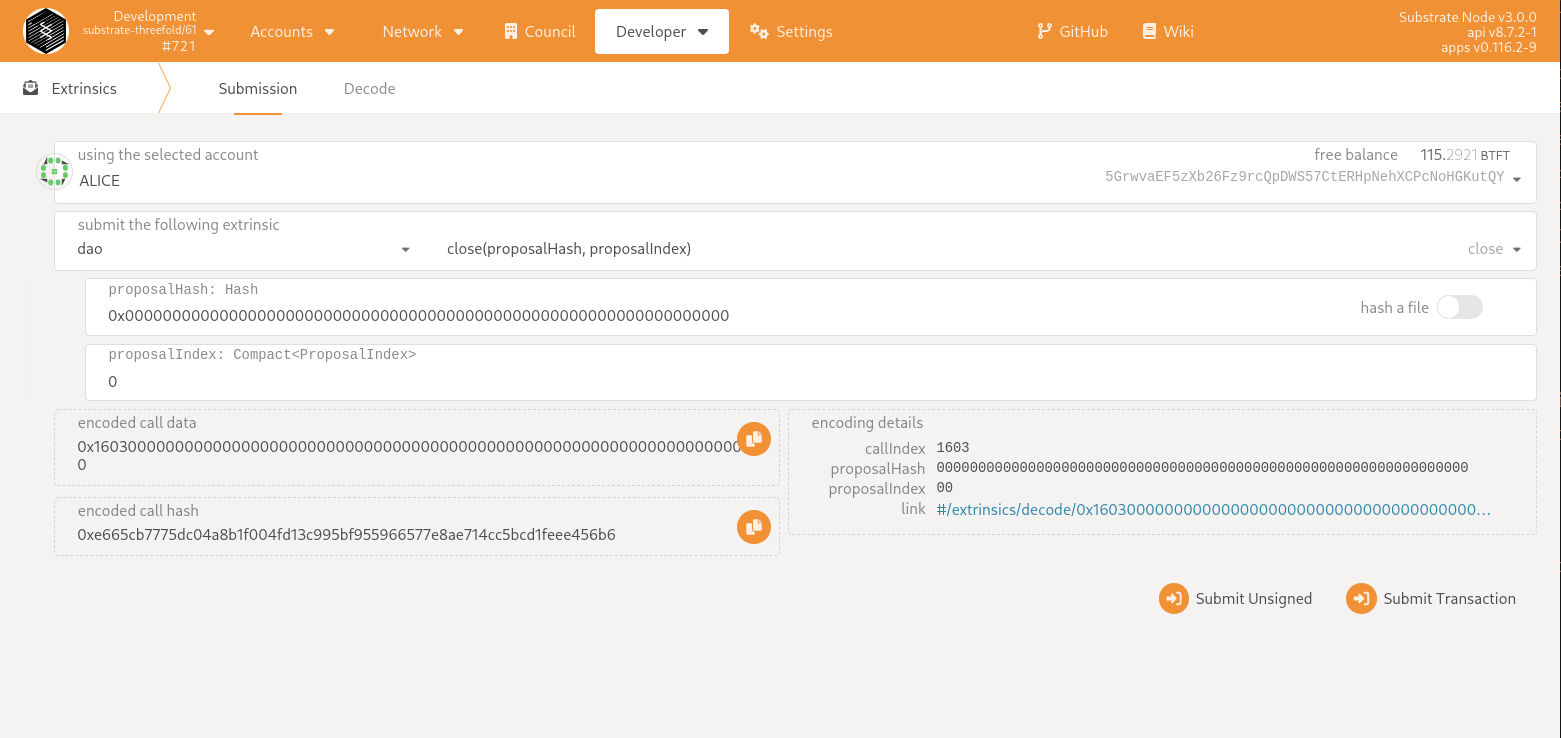 Development
substrate-threefold/61
#721
Accounts
Network
Council
Developer
Settings
GitHub
Wiki
Substrate Node v3.0.0
api v8.7.2-1
apps v0.116.2-9
Extrinsics
Submission
Decode
using the selected account
ALICE
free balance 115.2921 BTFT
5GrwvaEF5zXb26Fz9rcQpDWS57CtERHpNehXCPcNoHGKutQY
submit the following extrinsic
dao
close(proposalHash, proposalIndex)
close
proposalHash: Hash
0x0000000000000000000000000000000000000000000000000000000000000000
hash a file
proposalIndex: Compact<ProposalIndex>
0
encoded call data
0x160300000000000000000000000000000000000000000000000000000000000000000
0
encoded call hash
0xe665cb7775dc04a8b1f004fd13c995bf955966577e8ae714cc5bcd1feee456b6
encoding details
callIndex 1603
proposalHash 0000000000000000000000000000000000000000000000000000000000000000
proposalIndex 00
link #/extrinsics/decode/0x1603000000000000000000000000000000000000000...
Submit Unsigned
Submit Transaction